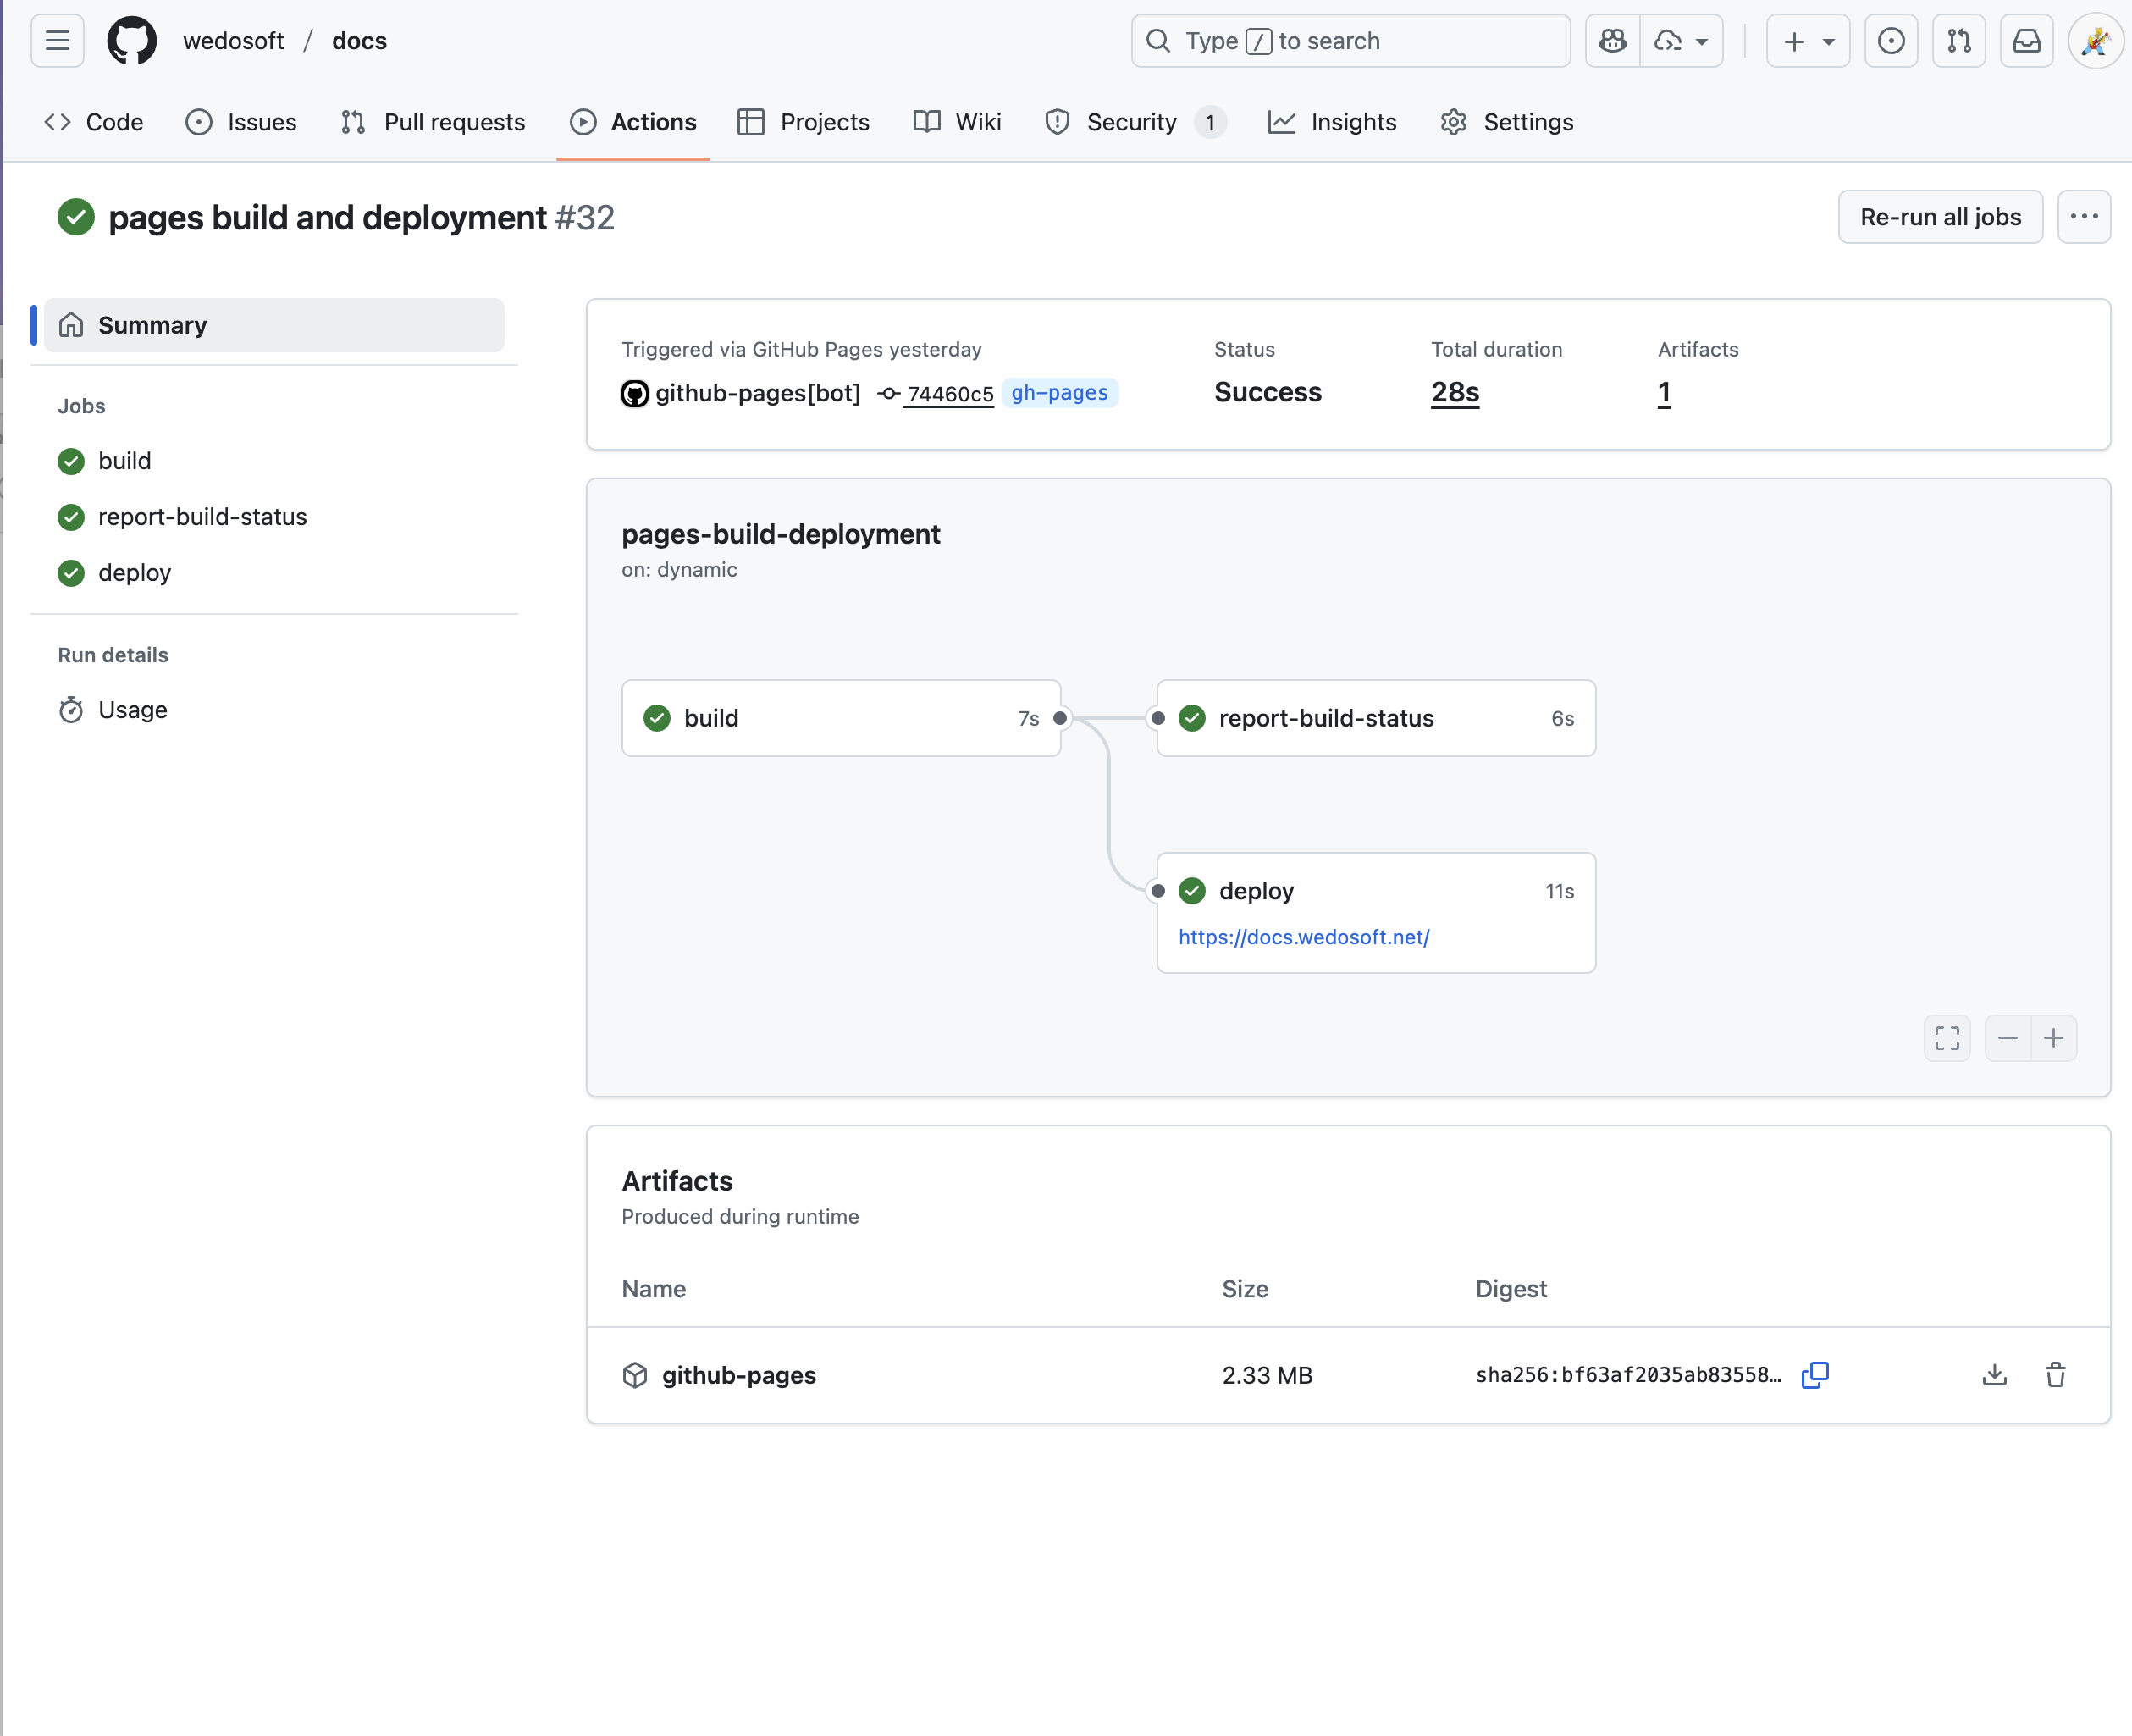 wedosoft / docs
Type / to search
Code Issues Pull requests Actions Projects Wiki Security 1 Insights Settings
pages build and deployment #32
Re-run all jobs
Summary
Jobs
build
report-build-status
deploy
Run details
Usage
Triggered via GitHub Pages yesterday
github-pages[bot] 74460c5 gh-pages
Status
Success
Total duration
28s
Artifacts
1
pages-build-deployment
on: dynamic
build 7s
report-build-status 6s
deploy 11s
https://docs.wedosoft.net/
Artifacts
Produced during runtime
Name Size Digest
github-pages 2.33 MB sha256:bf63af2035ab83558…